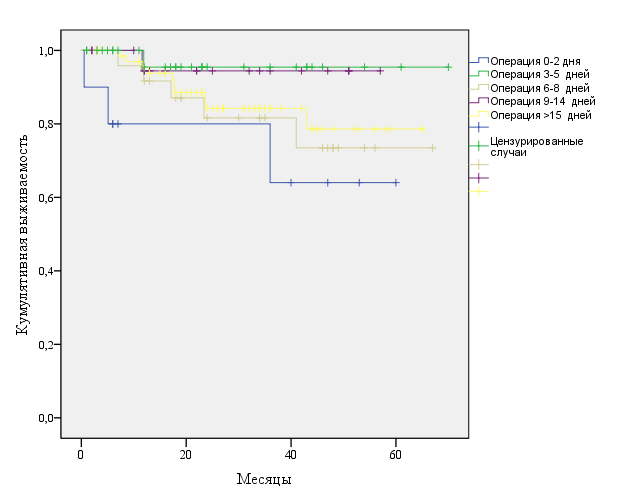 1,0
0,8
0,6
0,4
0,2
0,0
Кумулятивная выживаемость
0
20
40
60
Месяцы
Операция 0-2 дня
Операция 3-5 дней
Операция 6-8 дней
Операция 9-14 дней
Операция >15 дней
Цензурированные
случаи